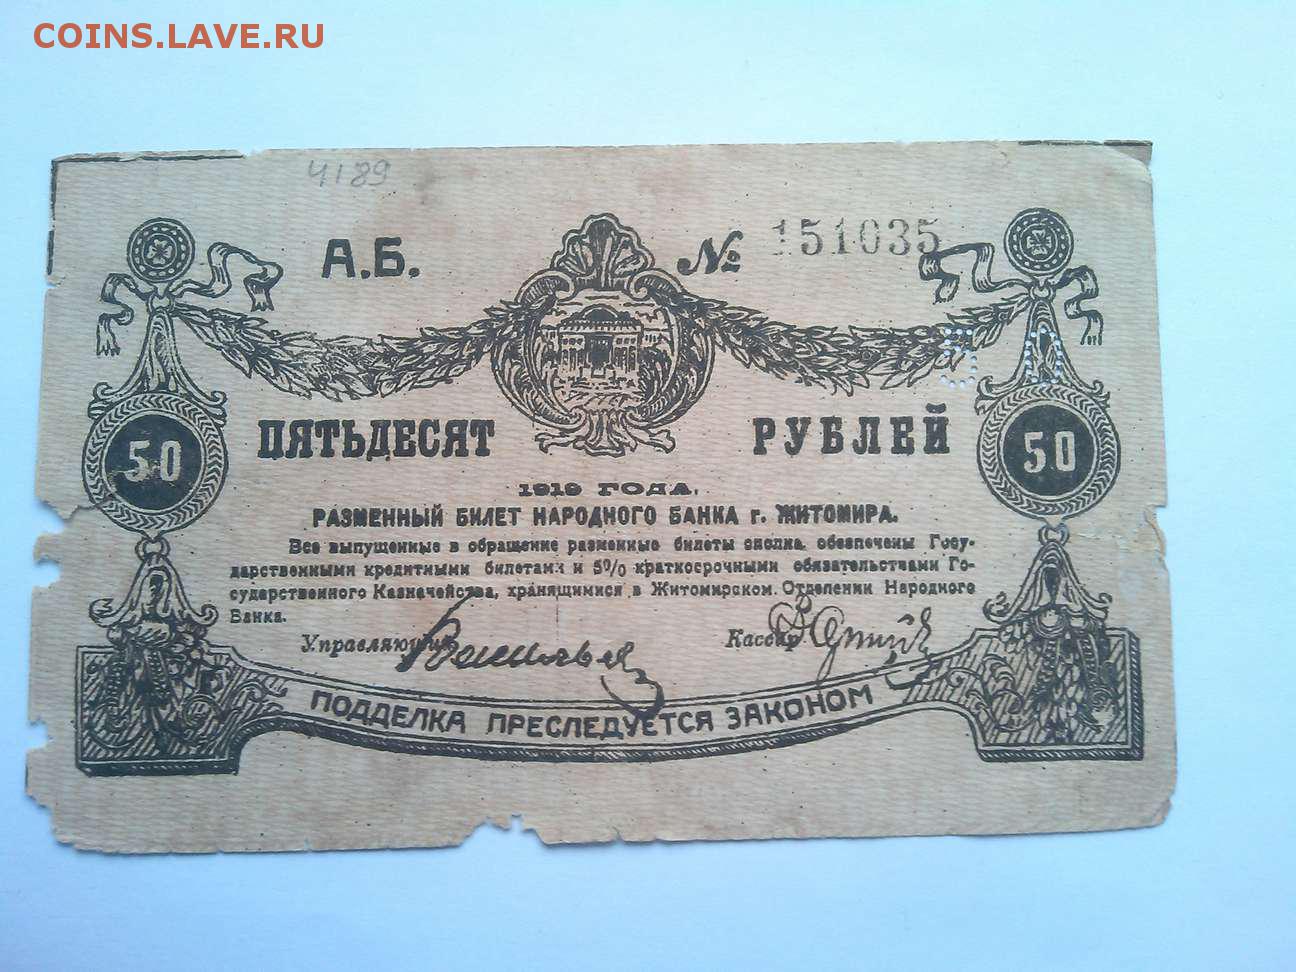 COINS.LAVE.RU
4189
А.Б. № 151035
50
ПЯТЬДЕСЯТ РУБЛЕЙ
50 50
1919 ГОДА.
РАЗМЕННЫЙ БИЛЕТ НАРОДНОГО БАНКА г. ЖИТОМИРА.
Все выпущенные в обращение разменные билеты сполна обеспечены Госу-
дарственными кредитными билетами и 5% краткосрочными обязательствами Го-
сударственного Казначейства, хранящимися в Житомирском Отделении Народного
Банка.
Управляющий Кассир
ПОДДЕЛКА ПРЕСЛЕДУЕТСЯ ЗАКОНОМ